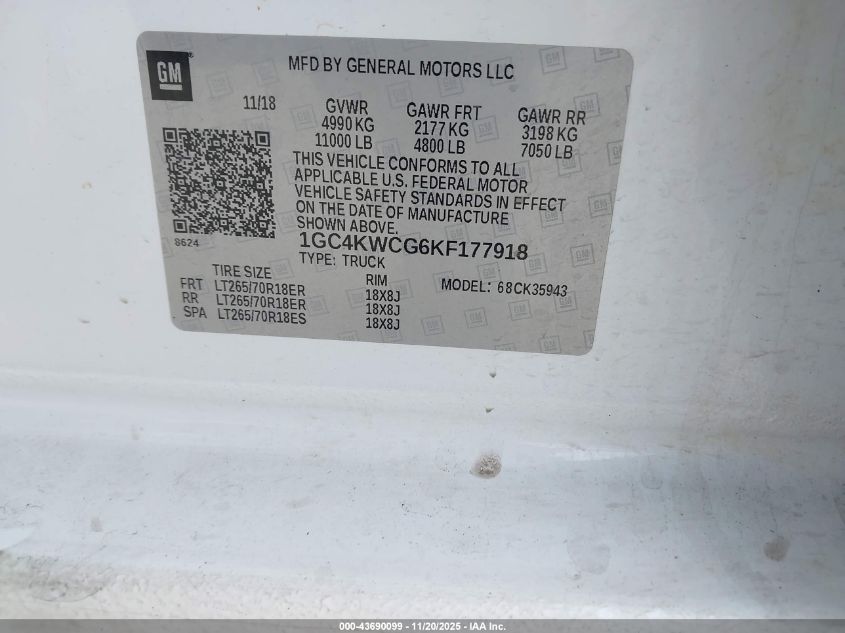 GM
MFD BY GENERAL MOTORS LLC
11/18 GVWR GAWR FRT GAWR RR
4990 KG 2177 KG 3198 KG
11000 LB 4800 LB 7050 LB
THIS VEHICLE CONFORMS TO ALL
APPLICABLE U.S. FEDERAL MOTOR
VEHICLE SAFETY STANDARDS IN EFFECT
ON THE DATE OF MANUFACTURE
SHOWN ABOVE.
8624
1GC4KWCG6KF177918
TYPE: TRUCK
TIRE SIZE RIM MODEL: 68CK35943
FRT LT265/70R18ER 18X8J
RR LT265/70R18ER 18X8J
SPA LT265/70R18ES 18X8J
000-43690099 - 11/20/2025 - IAA Inc.